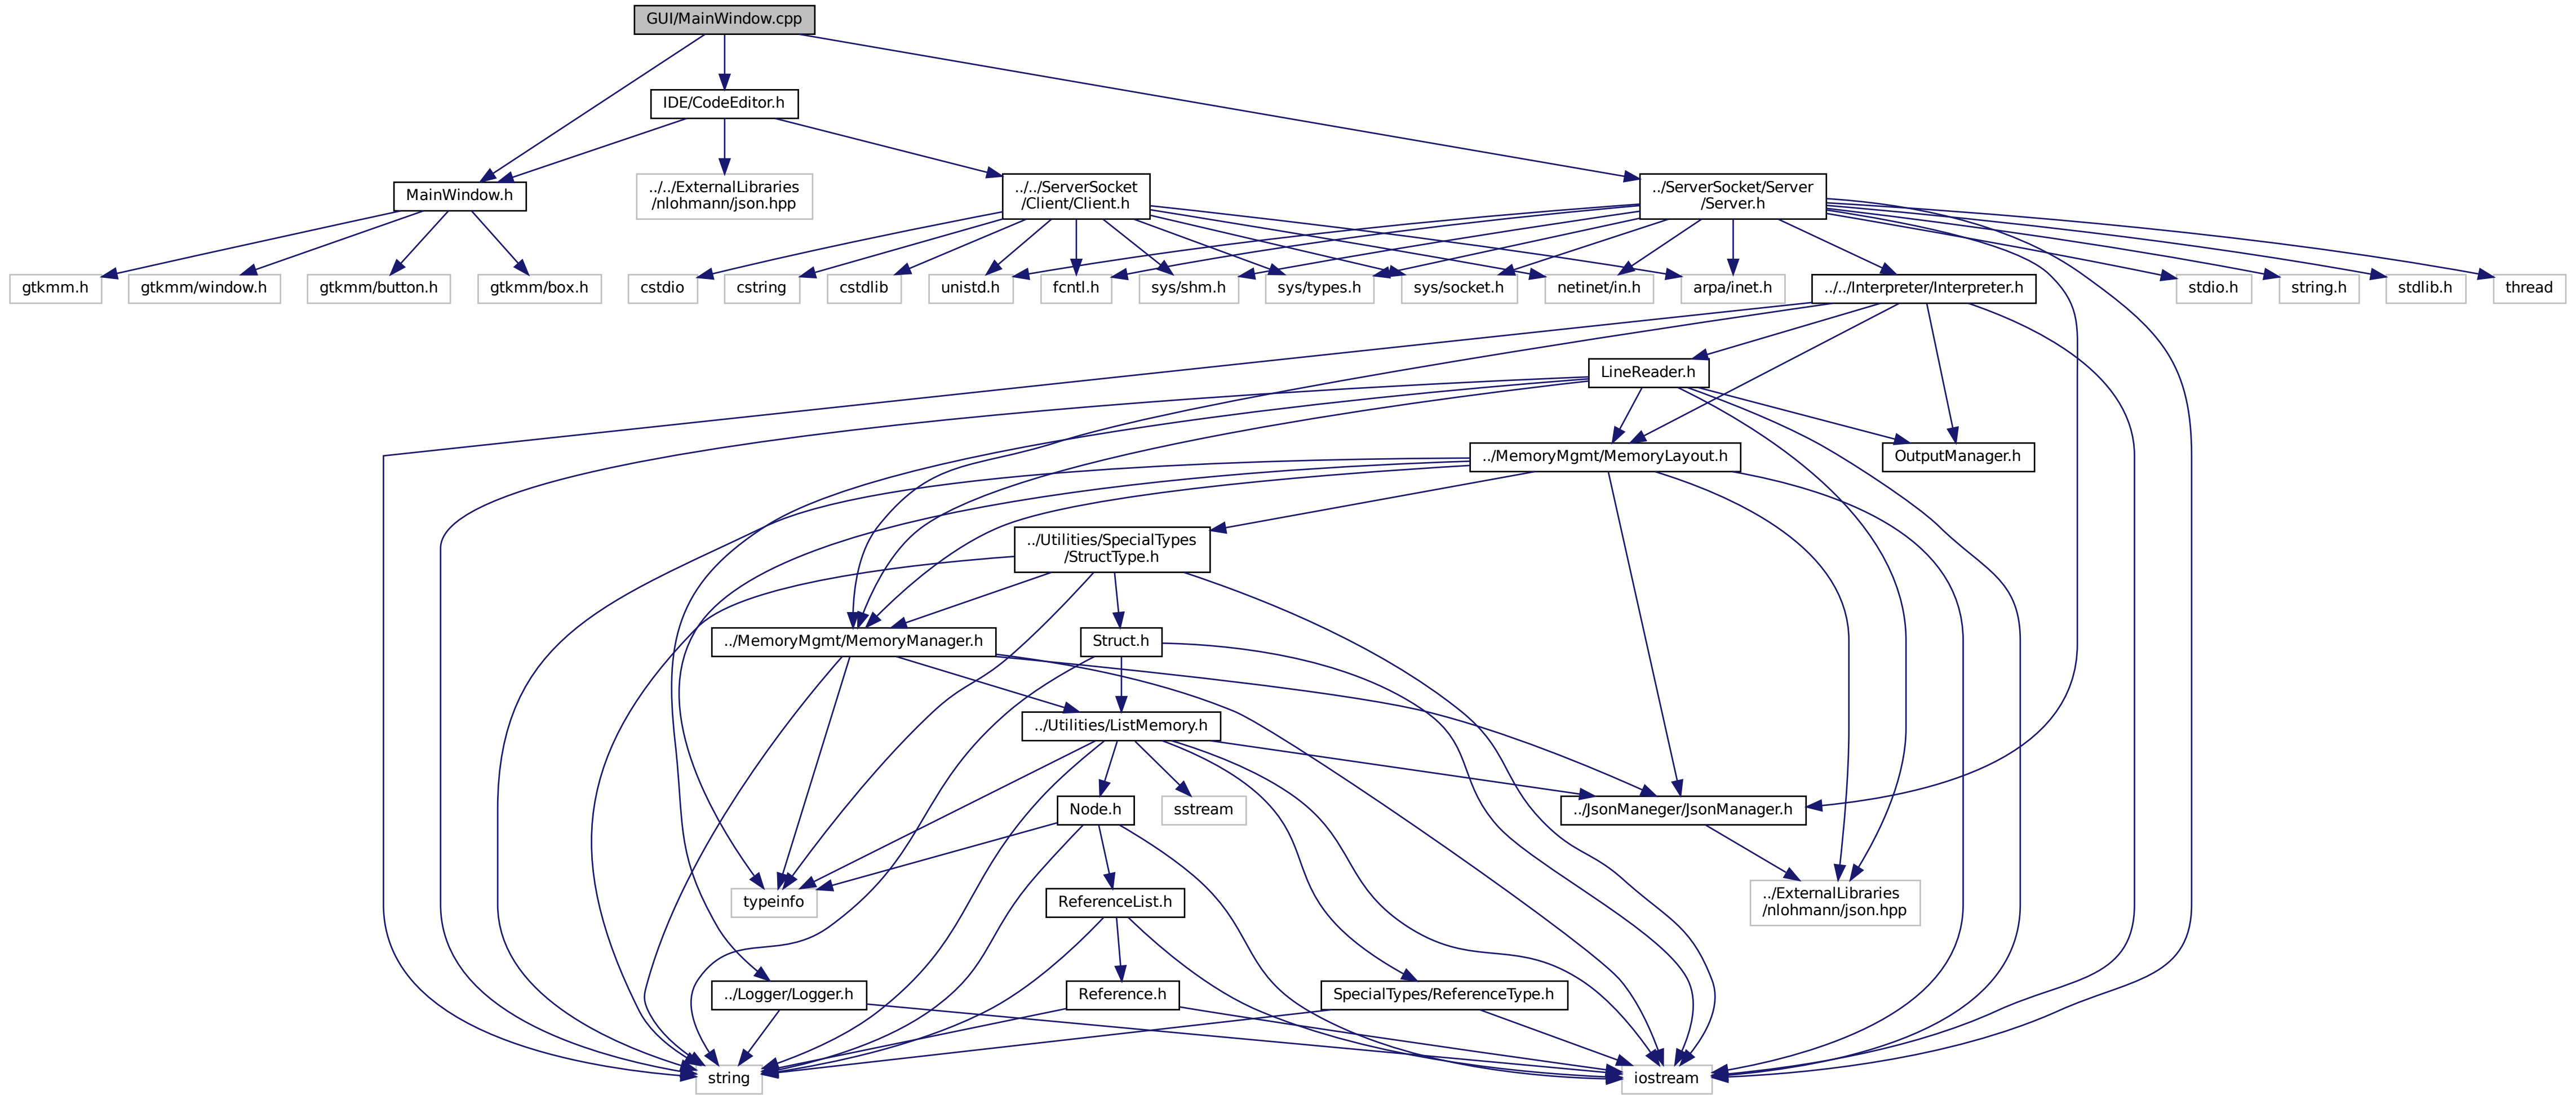 GUI/MainWindow.cpp
IDE/CodeEditor.h
MainWindow.h
../../ExternalLibraries
/nlohmann/json.hpp
../../ServerSocket
/Client/Client.h
../ServerSocket/Server
/Server.h
gtkmm.h
gtkmm/window.h
gtkmm/button.h
gtkmm/box.h
cstdio
cstring
cstdlib
unistd.h
fcntl.h
sys/shm.h
sys/types.h
sys/socket.h
netinet/in.h
arpa/inet.h
../../Interpreter/Interpreter.h
stdio.h
string.h
stdlib.h
thread
LineReader.h
../MemoryMgmt/MemoryLayout.h
OutputManager.h
../Utilities/SpecialTypes
/StructType.h
../MemoryMgmt/MemoryManager.h
Struct.h
../Utilities/ListMemory.h
Node.h
sstream
../JsonManeger/JsonManager.h
typeinfo
ReferenceList.h
../ExternalLibraries
/nlohmann/json.hpp
../Logger/Logger.h
Reference.h
SpecialTypes/ReferenceType.h
string
iostream